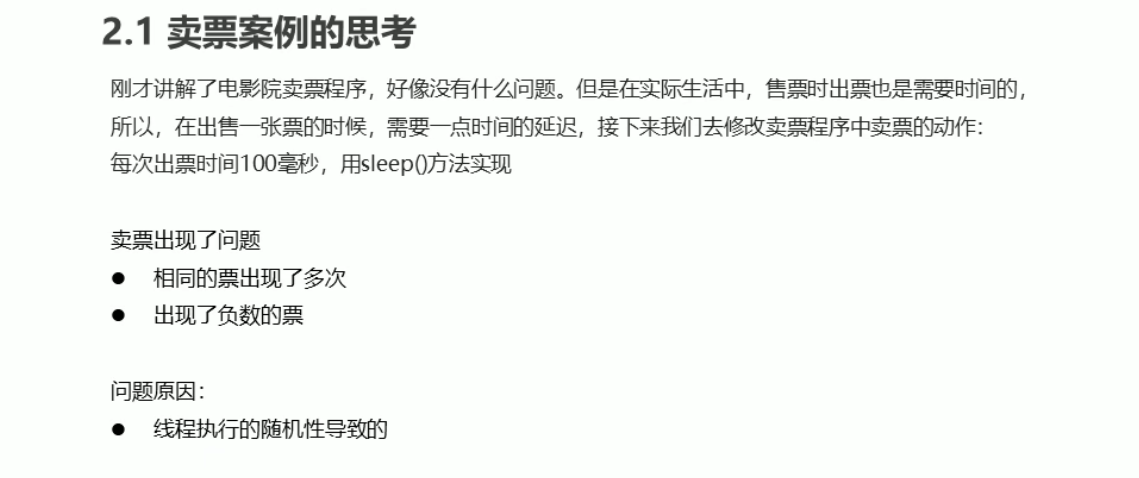 2.1 卖票案例的思考
刚才讲解了电影院卖票程序，好像没有什么问题。但是在实际生活中，售票时出票也是需要时间的，
所以，在出售一张票的时候，需要一点时间的延迟，接下来我们去修改卖票程序中卖票的动作：
每次出票时间100毫秒，用sleep()方法实现
卖票出现了问题
● 相同的票出现了多次
● 出现了负数的票
问题原因：
● 线程执行的随机性导致的